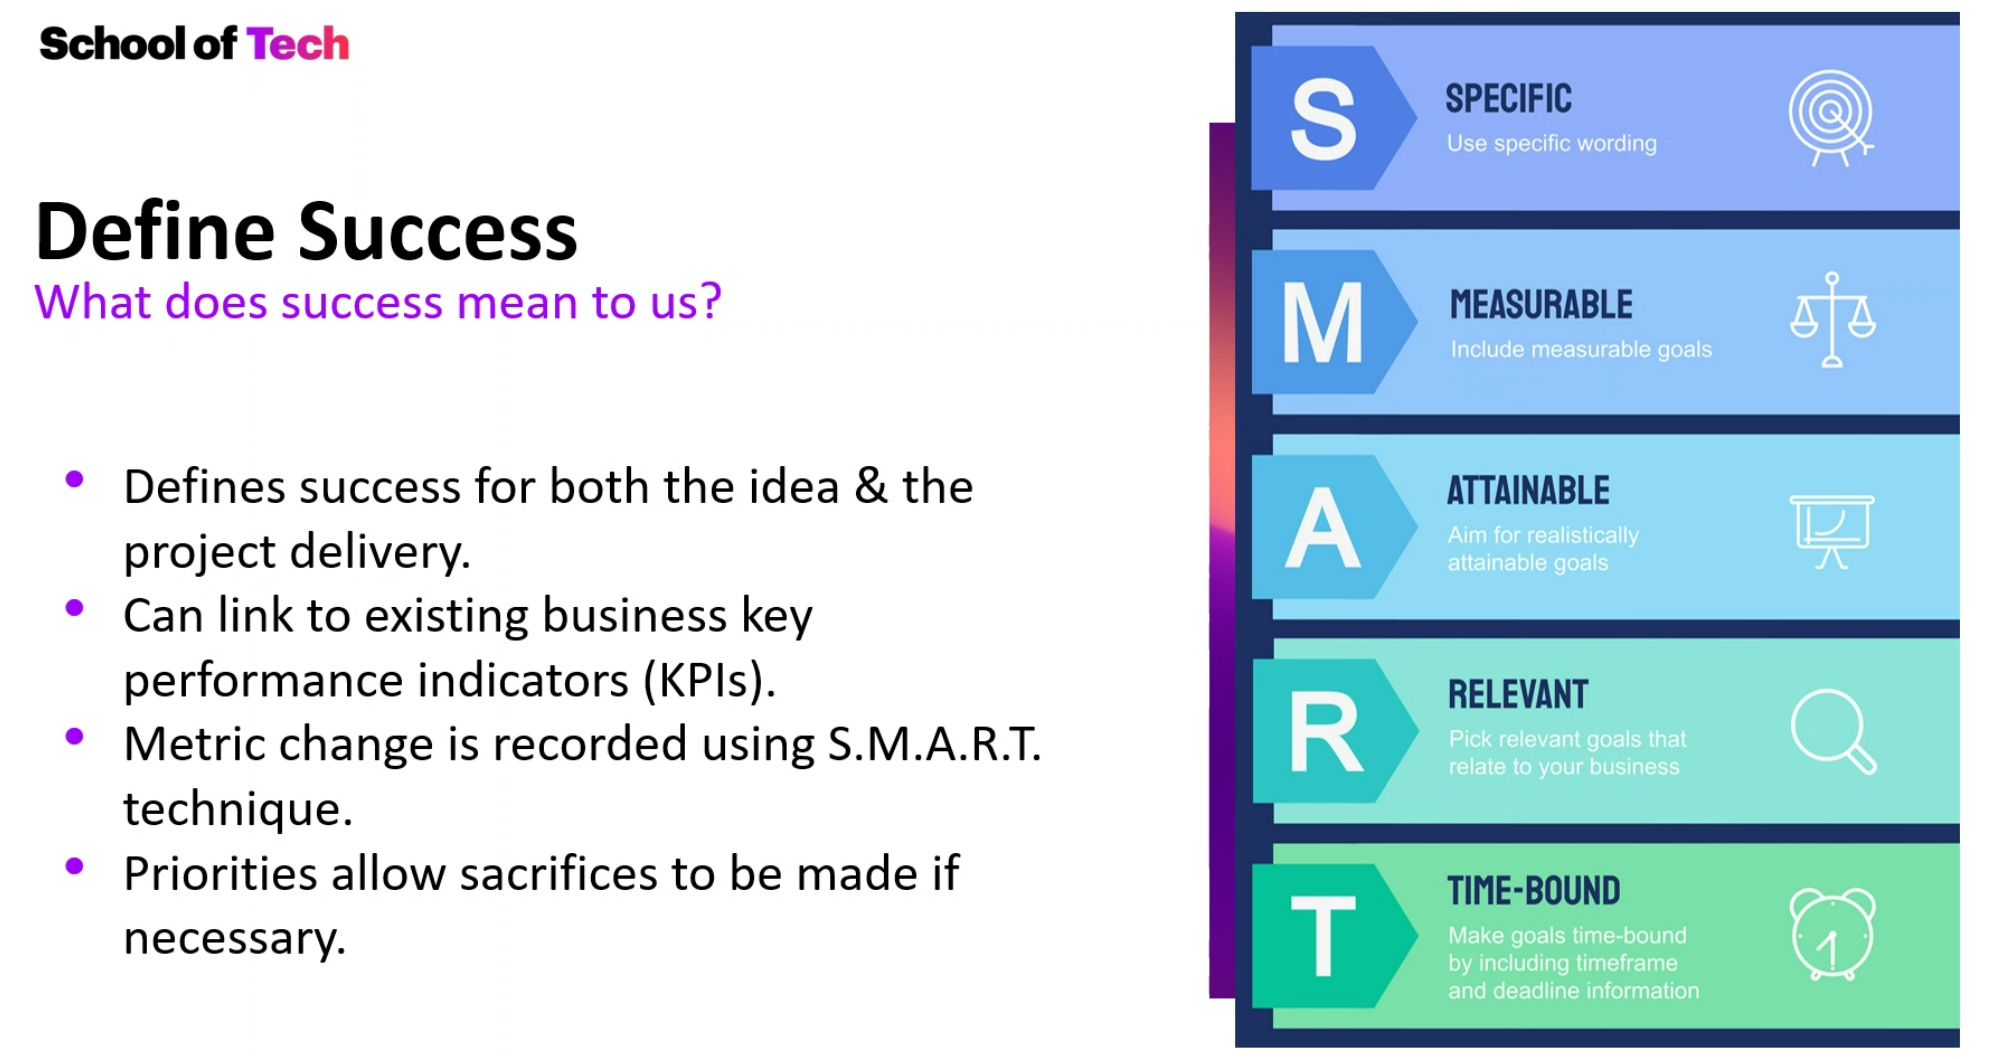 School of Tech
Define Success
What does success mean to us?
• Defines success for both the idea & the
project delivery.
• Can link to existing business key
performance indicators (KPIs).
• Metric change is recorded using S.M.A.R.T.
technique.
• Priorities allow sacrifices to be made if
necessary.
S
SPECIFIC
Use specific wording
M
MEASURABLE
Include measurable goals
A
ATTAINABLE
Aim for realistically
attainable goals
R
RELEVANT
Pick relevant goals that
relate to your business
T
TIME-BOUND
Make goals time-bound
by including timeframe
and deadline information